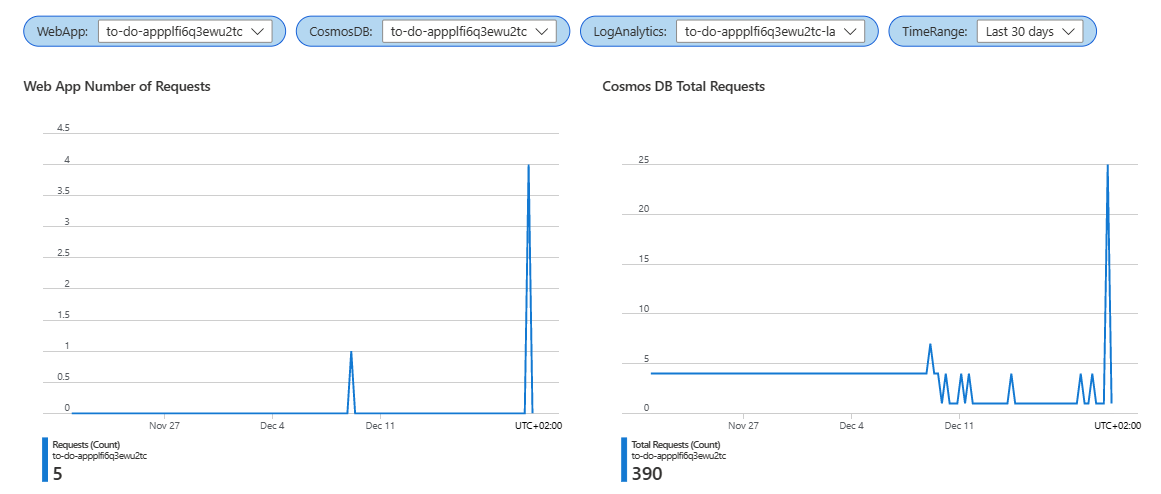 WebApp: to-do-appplfi6q3ewu2tc CosmosDB: to-do-appplfi6q3ewu2tc LogAnalytics: to-do-appplfi6q3ewu2tc-la TimeRange: Last 30 days
Web App Number of Requests
4.5
4
3.5
3
2.5
2
1.5
1
0.5
0
Nov 27 Dec 4 Dec 11 UTC+02:00
Requests (Count)
to-do-appplfi6q3ewu2tc
5
Cosmos DB Total Requests
25
20
15
10
5
0
Nov 27 Dec 4 Dec 11 UTC+02:00
Total Requests (Count)
to-do-appplfi6q3ewu2tc
390